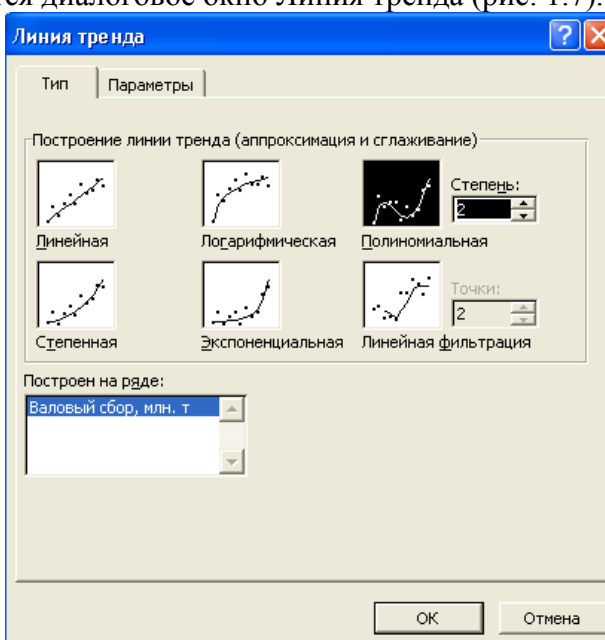 ся диалоговое окно Линия тренда (рис. 1.7).
Линия тренда
Тип Параметры
Построение линии тренда (аппроксимация и сглаживание)
Степень:
2
Линейная Логарифмическая Полиномиальная
Точки:
2
Степенная Экспоненциальная Линейная фильтрация
Построен на ряде:
Валовый сбор, млн. т
ОК Отмена